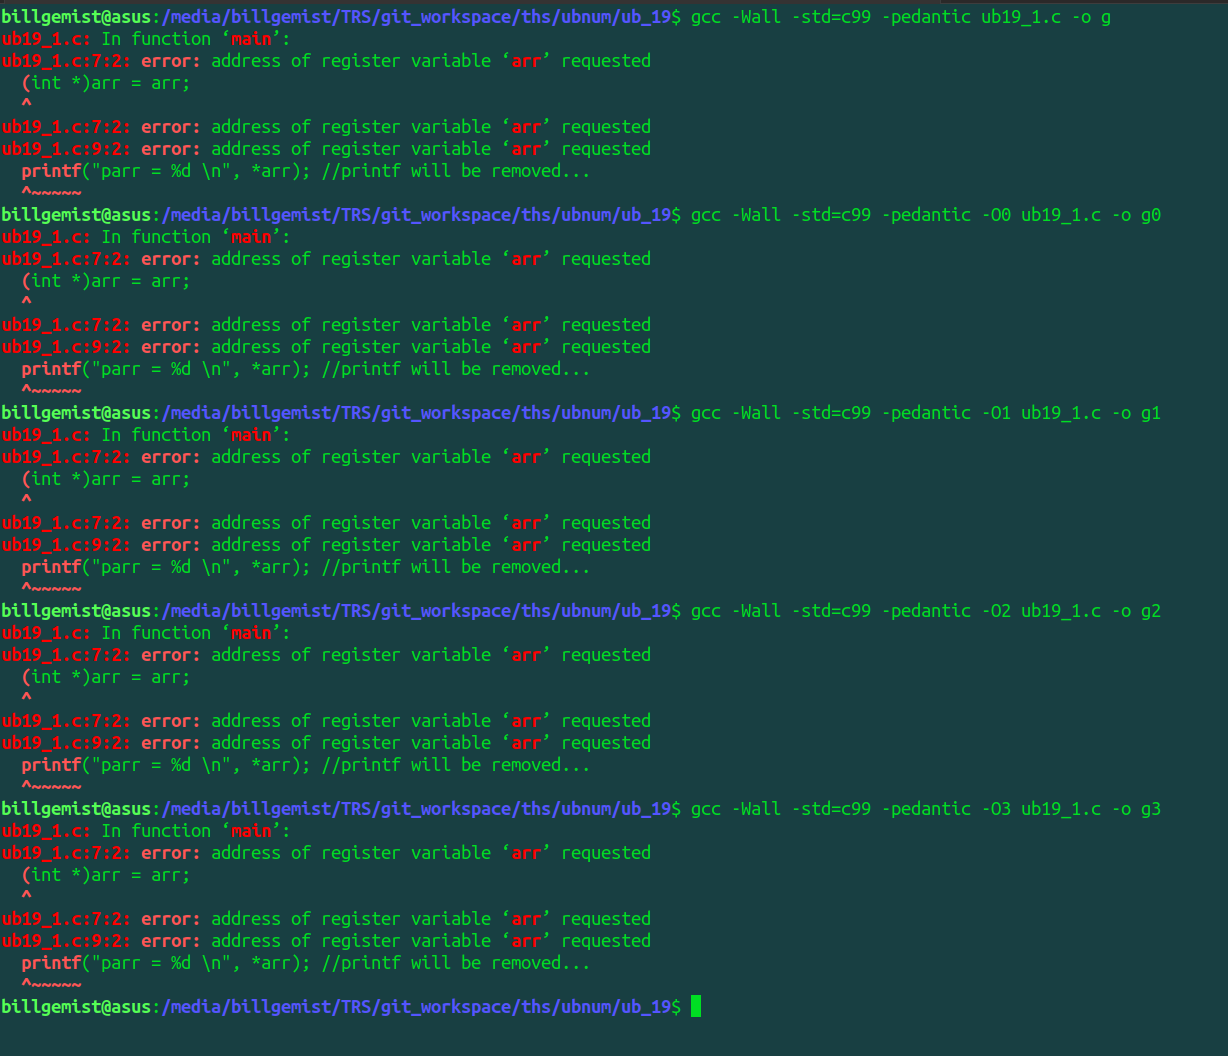 billgemist@asus:/media/billgemist/TRS/git_workspace/ths/ubnum/ub_19$ gcc -Wall -std=c99 -pedantic ub19_1.c -o g
ub19_1.c: In function ‘main’:
ub19_1.c:7:2: error: address of register variable ‘arr’ requested
  (int *)arr = arr;
  ^
ub19_1.c:7:2: error: address of register variable ‘arr’ requested
ub19_1.c:9:2: error: address of register variable ‘arr’ requested
  printf("parr = %d \n", *arr); //printf will be removed...
  ^~~~~~
billgemist@asus:/media/billgemist/TRS/git_workspace/ths/ubnum/ub_19$ gcc -Wall -std=c99 -pedantic -O0 ub19_1.c -o g0
ub19_1.c: In function ‘main’:
ub19_1.c:7:2: error: address of register variable ‘arr’ requested
  (int *)arr = arr;
  ^
ub19_1.c:7:2: error: address of register variable ‘arr’ requested
ub19_1.c:9:2: error: address of register variable ‘arr’ requested
  printf("parr = %d \n", *arr); //printf will be removed...
  ^~~~~~
billgemist@asus:/media/billgemist/TRS/git_workspace/ths/ubnum/ub_19$ gcc -Wall -std=c99 -pedantic -O1 ub19_1.c -o g1
ub19_1.c: In function ‘main’:
ub19_1.c:7:2: error: address of register variable ‘arr’ requested
  (int *)arr = arr;
  ^
ub19_1.c:7:2: error: address of register variable ‘arr’ requested
ub19_1.c:9:2: error: address of register variable ‘arr’ requested
  printf("parr = %d \n", *arr); //printf will be removed...
  ^~~~~~
billgemist@asus:/media/billgemist/TRS/git_workspace/ths/ubnum/ub_19$ gcc -Wall -std=c99 -pedantic -O2 ub19_1.c -o g2
ub19_1.c: In function ‘main’:
ub19_1.c:7:2: error: address of register variable ‘arr’ requested
  (int *)arr = arr;
  ^
ub19_1.c:7:2: error: address of register variable ‘arr’ requested
ub19_1.c:9:2: error: address of register variable ‘arr’ requested
  printf("parr = %d \n", *arr); //printf will be removed...
  ^~~~~~
billgemist@asus:/media/billgemist/TRS/git_workspace/ths/ubnum/ub_19$ gcc -Wall -std=c99 -pedantic -O3 ub19_1.c -o g3
ub19_1.c: In function ‘main’:
ub19_1.c:7:2: error: address of register variable ‘arr’ requested
  (int *)arr = arr;
  ^
ub19_1.c:7:2: error: address of register variable ‘arr’ requested
ub19_1.c:9:2: error: address of register variable ‘arr’ requested
  printf("parr = %d \n", *arr); //printf will be removed...
  ^~~~~~
billgemist@asus:/media/billgemist/TRS/git_workspace/ths/ubnum/ub_19$